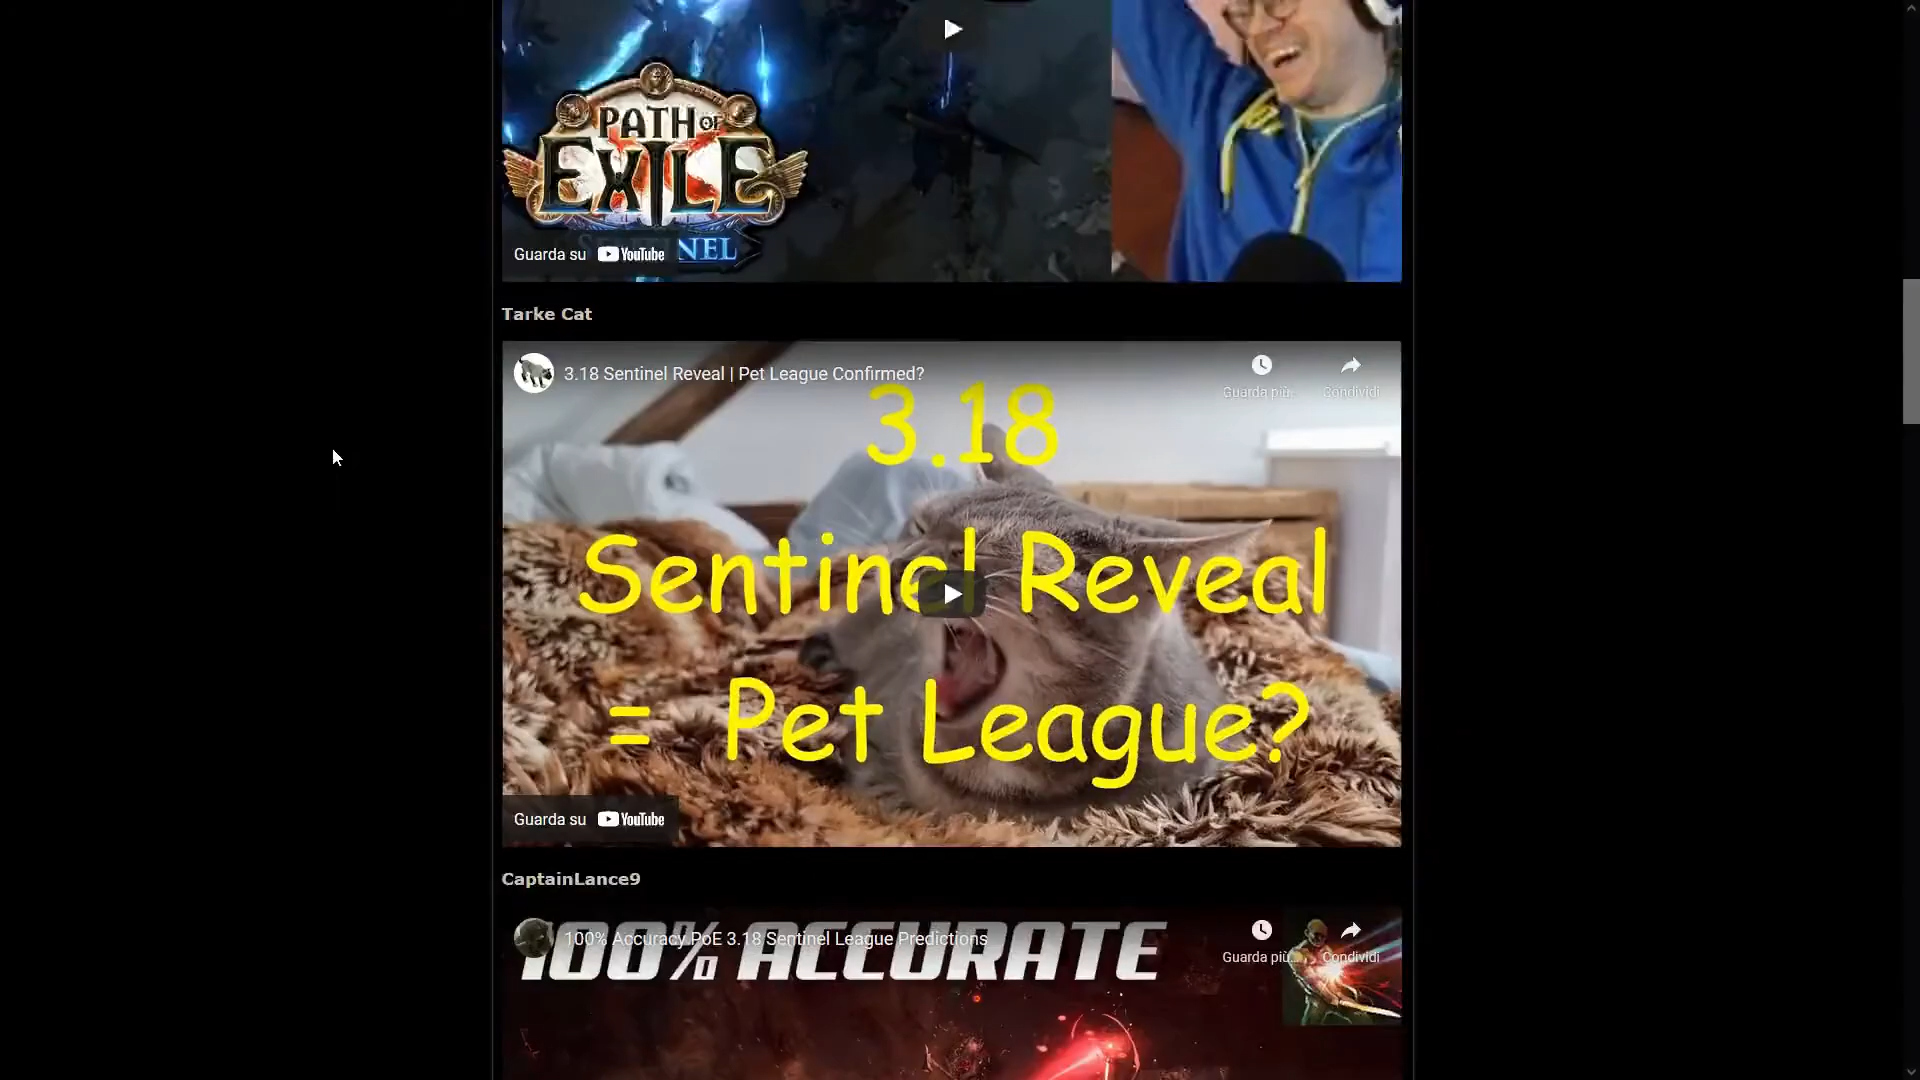 PATH OF
EXILE
NEL
Guarda su YouTube
Tarke Cat
3.18 Sentinel Reveal | Pet League Confirmed?
Guarda più...
Condividi
3.18
Sentinel Reveal
= Pet League?
Guarda su YouTube
CaptainLance9
100% Accuracy PoE 3.18 Sentinel League Predictions
100% ACCURATE
Guarda più...
Condividi